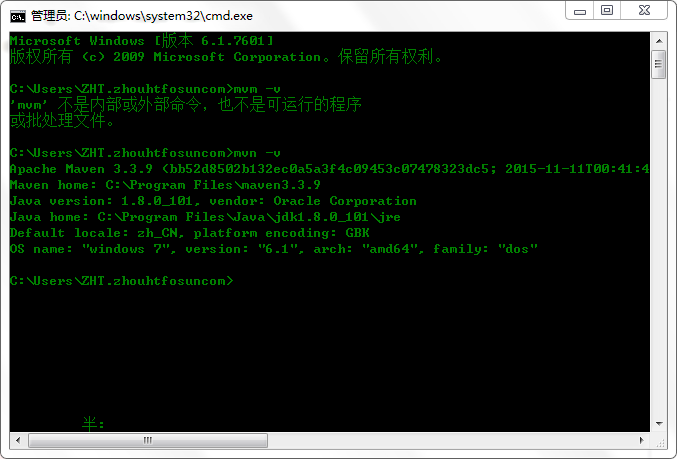 管理员: C:\windows\system32\cmd.exe
Microsoft Windows [版本 6.1.7601]
版权所有 (c) 2009 Microsoft Corporation。保留所有权利。
C:\Users\ZHT.zhouhtfosuncom>mvm -v
'mvm' 不是内部或外部命令，也不是可运行的程序
或批处理文件。
C:\Users\ZHT.zhouhtfosuncom>mvn -v
Apache Maven 3.3.9 (bb52d8502b132ec0a5a3f4c09453c07478323dc5; 2015-11-11T00:41:4
Maven home: C:\Program Files\maven3.3.9
Java version: 1.8.0_101, vendor: Oracle Corporation
Java home: C:\Program Files\Java\jdk1.8.0_101\jre
Default locale: zh_CN, platform encoding: GBK
OS name: "windows 7", version: "6.1", arch: "amd64", family: "dos"
C:\Users\ZHT.zhouhtfosuncom>
半: